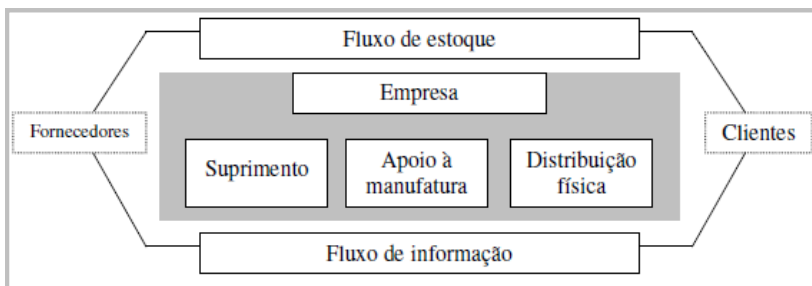 Fluxo de estoque
Empresa
Fornecedores
Clientes
Suprimento
Apoio à
manufatura
Distribuição
física
Fluxo de informação